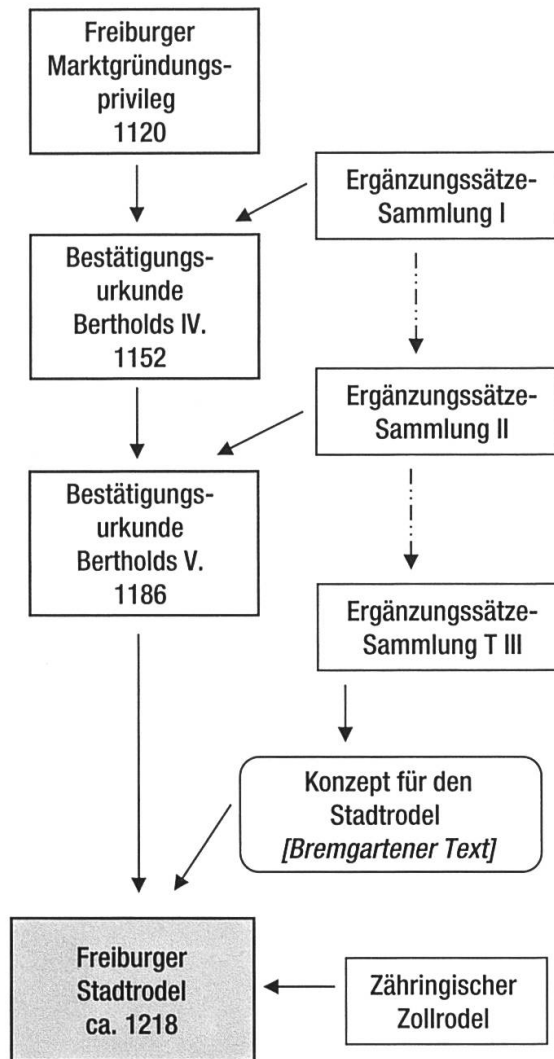 Freiburger
Marktgründungs-
privileg
1120
Ergänzungssätze-
Sammlung I
Bestätigungs-
urkunde
Bertholds IV.
1152
Ergänzungssätze-
Sammlung II
Bestätigungs-
urkunde
Bertholds V.
1186
Ergänzungssätze-
Sammlung T III
Konzept für den
Stadtrodel
[Bremgartener Text]
Freiburger
Stadtrodel
ca. 1218
Zähringischer
Zollrodel